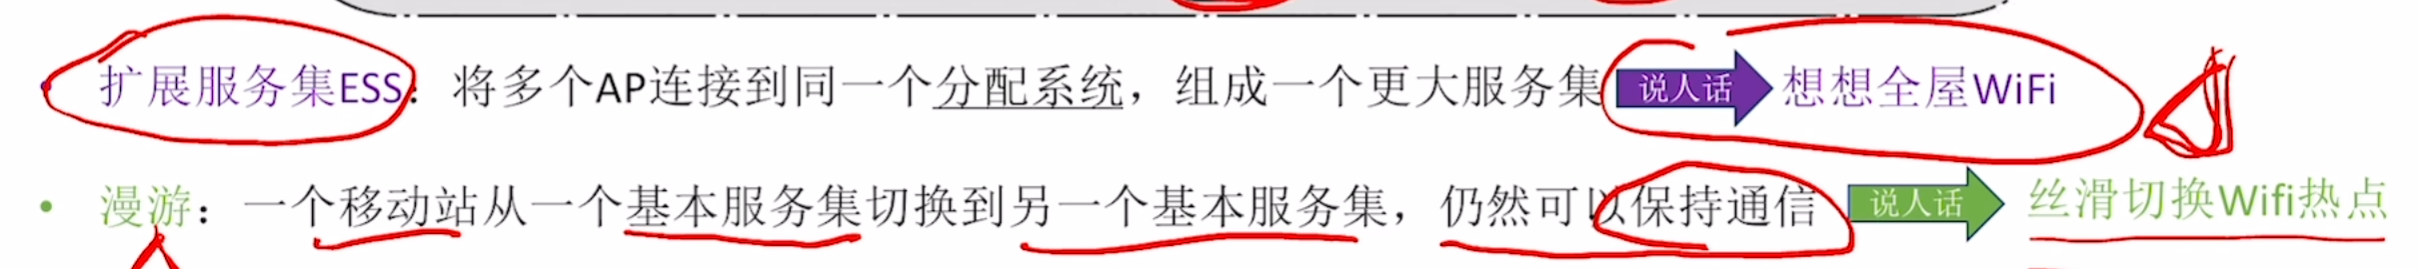 • 扩展服务集ESS：将多个AP连接到同一个分配系统，组成一个更大服务集 说人话 想想全屋WiFi
• 漫游：一个移动站从一个基本服务集切换到另一个基本服务集，仍然可以保持通信 说人话 丝滑切换Wifi热点